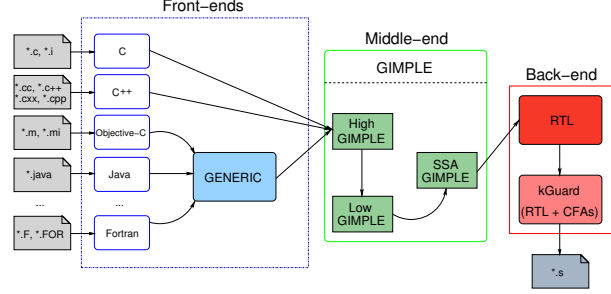 Front-ends
Middle-end
Back-end
*.c, *.i
C
*.cc, *.c++
*.cxx, *.cpp
C++
*.m, *.mi
Objective-C
*.java
Java
...
...
*.F, *.FOR
Fortran
GENERIC
GIMPLE
High
GIMPLE
Low
GIMPLE
SSA
GIMPLE
RTL
kGuard
(RTL + CFAs)
*.s